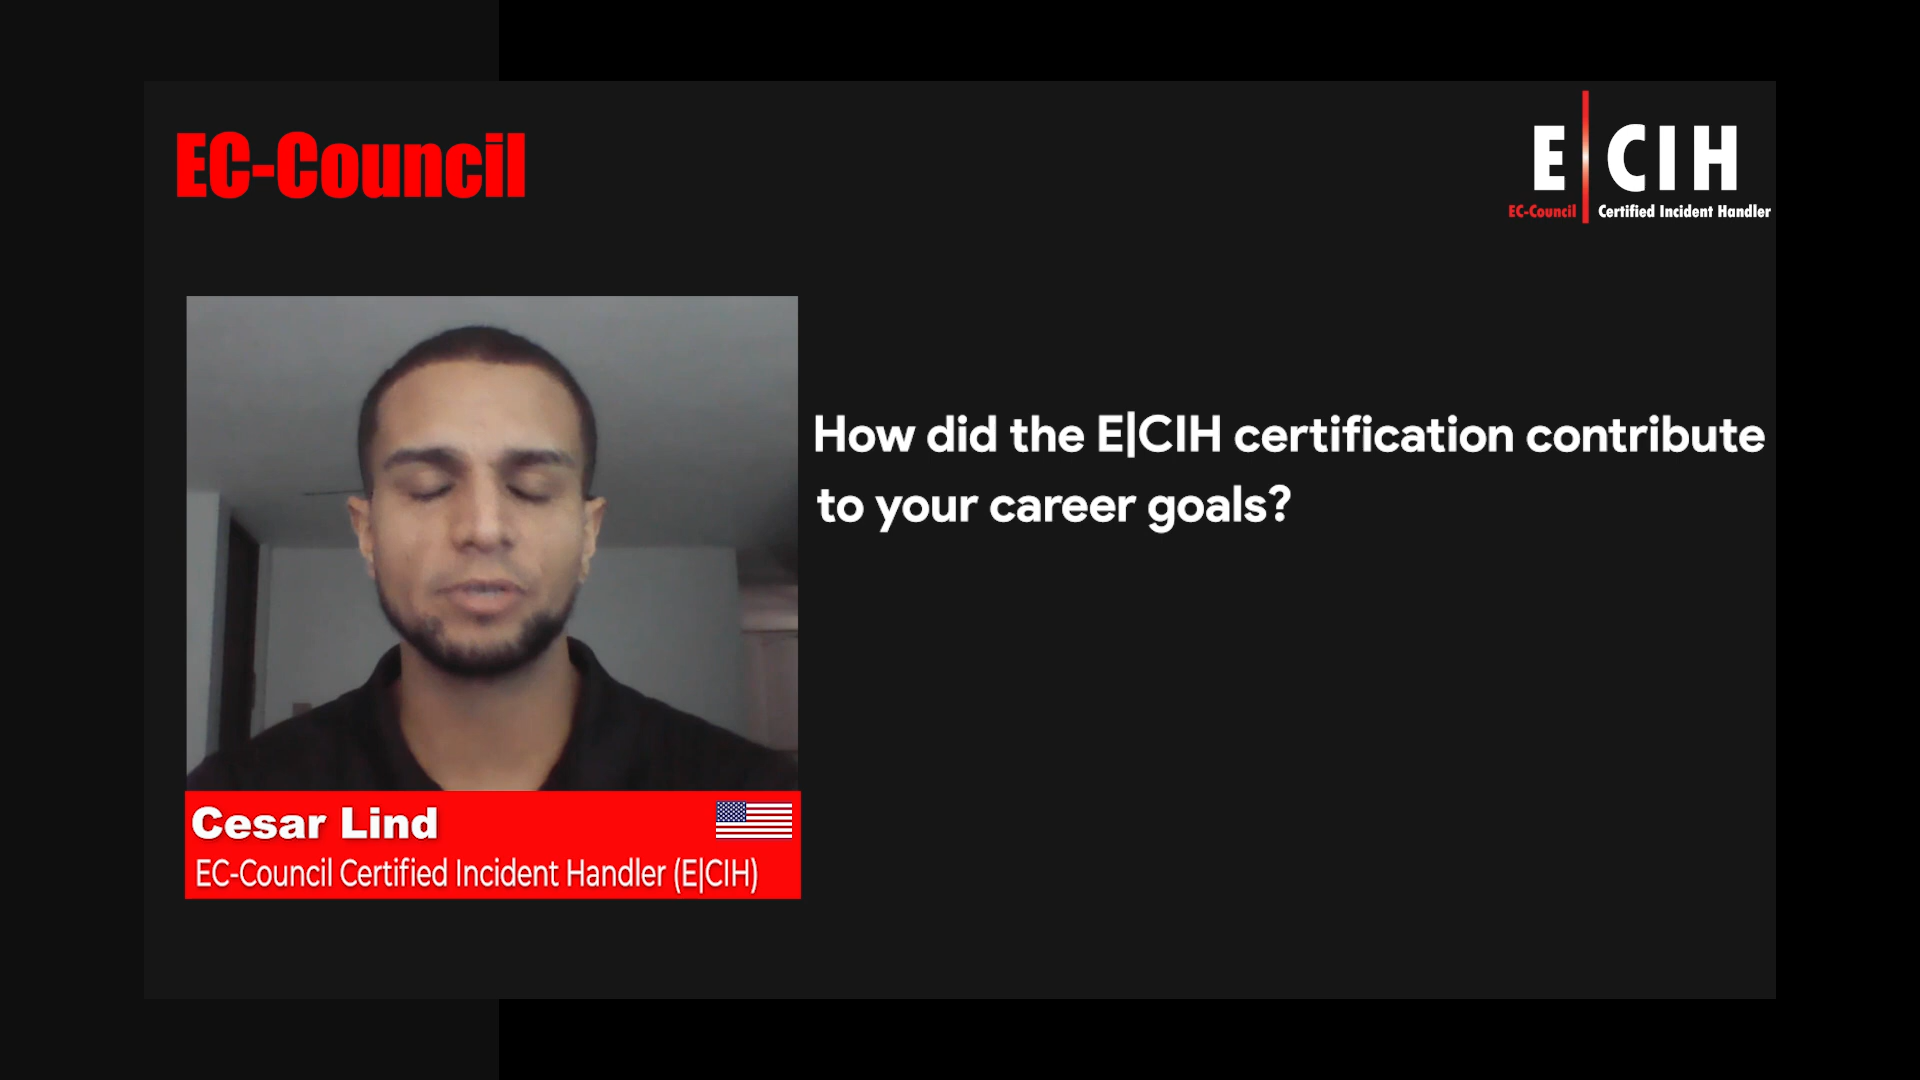 EC-Council
E|CIH
EC-Council Certified Incident Handler
How did the E|CIH certification contribute
to your career goals?
Cesar Lind
EC-Council Certified Incident Handler (E|CIH)